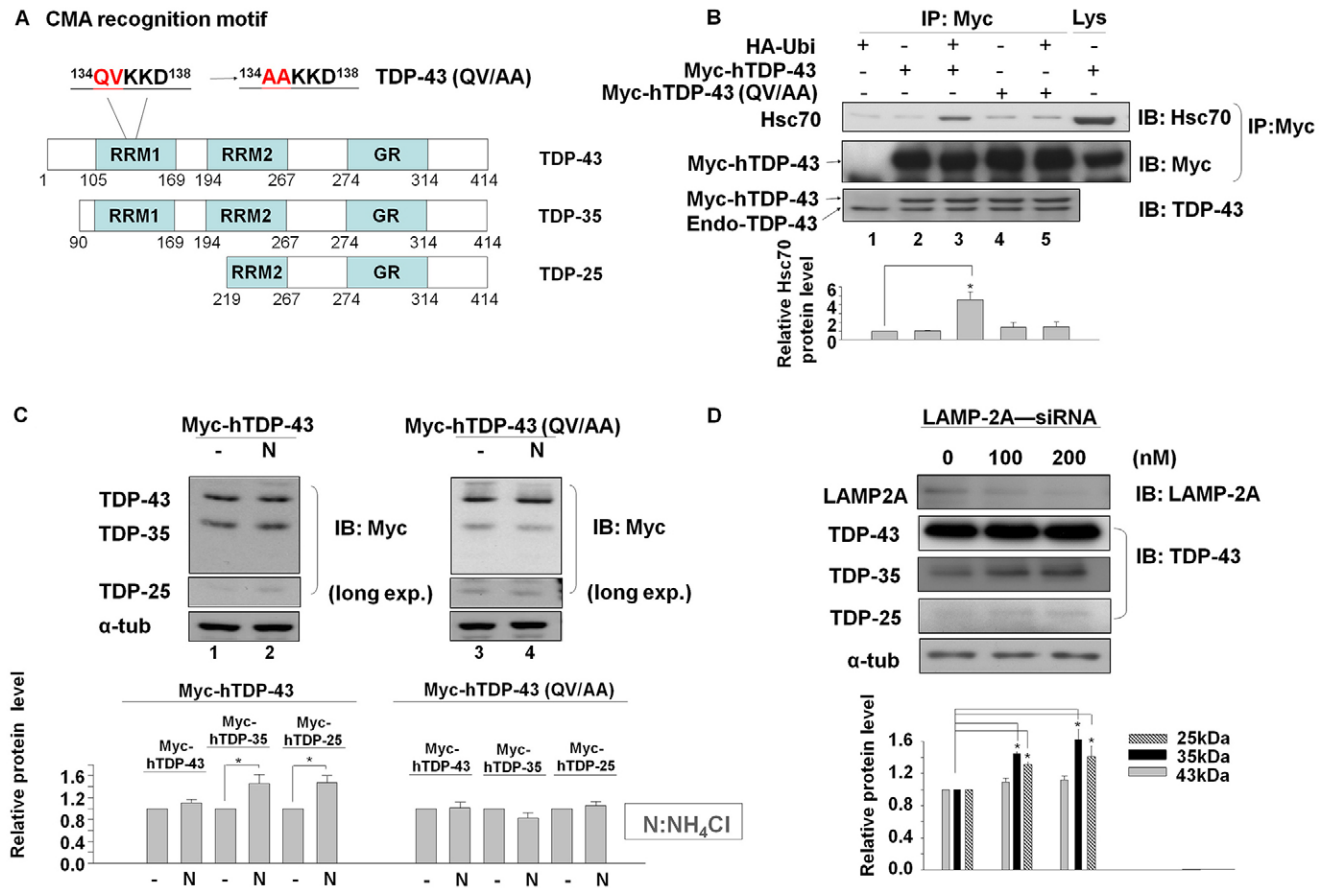 A CMA recognition motif
134QVKKD138 → 134AAKKD138 TDP-43 (QV/AA)
RRM1 RRM2 GR TDP-43
1 105 169 194 267 274 314 414
RRM1 RRM2 GR TDP-35
90 169 194 267 274 314 414
RRM2 GR TDP-25
219 267 274 314 414
B IP: Myc Lys
HA-Ubi + - + - + -
Myc-hTDP-43 - + + - - +
Myc-hTDP-43 (QV/AA) - - - + + -
Hsc70 IB: Hsc70
IP:Myc
Myc-hTDP-43 IB: Myc
Myc-hTDP-43
Endo-TDP-43 IB: TDP-43
1 2 3 4 5
Relative Hsc70
protein level
6
4
2
0
*
C
Myc-hTDP-43 Myc-hTDP-43 (QV/AA)
- N - N
TDP-43
TDP-35 IB: Myc IB: Myc
TDP-25 (long exp.) (long exp.)
α-tub
1 2 3 4
Relative protein level
Myc-hTDP-43 Myc-hTDP-43 (QV/AA)
Myc-
hTDP-43
Myc-
hTDP-35
Myc-
hTDP-25
Myc-
hTDP-43
Myc-
hTDP-35
Myc-
hTDP-25
* *
1.6
1.2
0.8
0.4
0.0
- N - N - N - N - N - N
N:NH4Cl
D
LAMP-2A—siRNA
0 100 200 (nM)
LAMP2A IB: LAMP-2A
TDP-43
TDP-35 IB: TDP-43
TDP-25
α-tub
Relative protein level
1.6
1.2
0.8
0.4
0.0
* * * *
25kDa
35kDa
43kDa